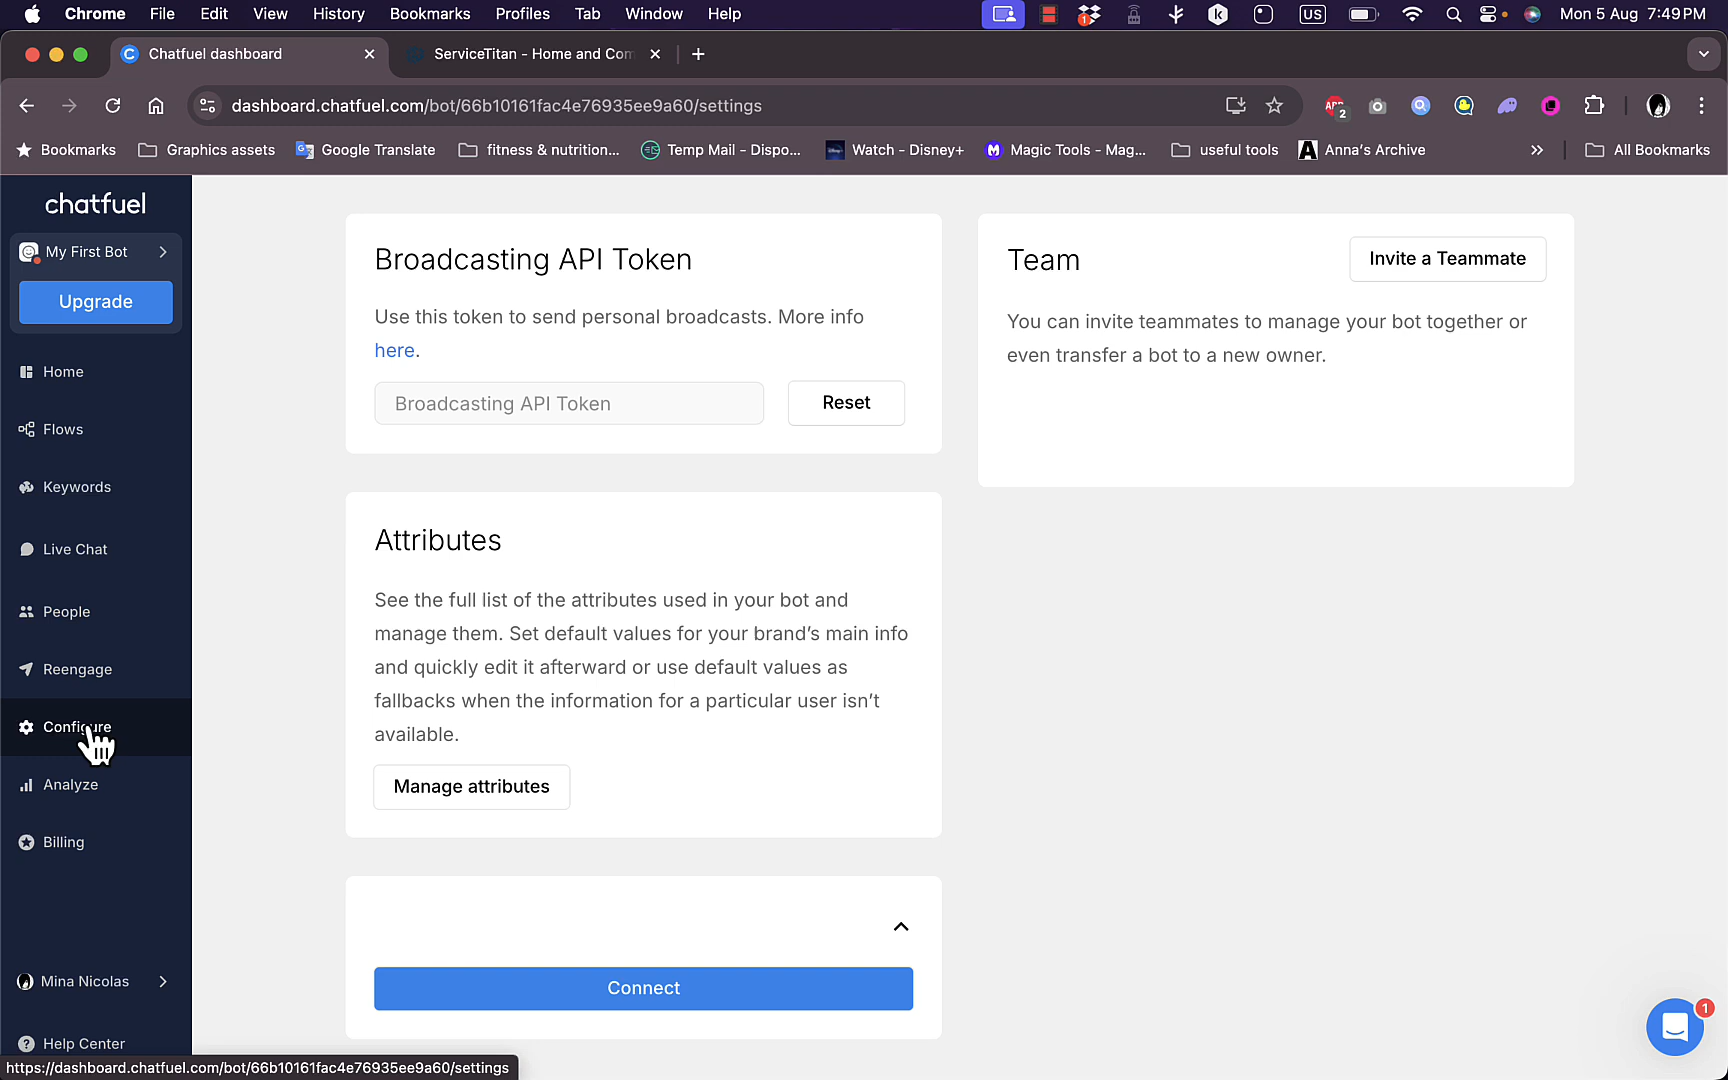 Chrome File Edit View History Bookmarks Profiles Tab Window Help 1 US Mon 5 Aug 7:49 PM
Chatfuel dashboard ServiceTitan - Home and Con
dashboard.chatfuel.com/bot/66b10161fac4e76935ee9a60/settings ABP 2
Bookmarks Graphics assets Google Translate fitness & nutrition... Temp Mail - Dispo... Watch - Disney+ Magic Tools - Mag... useful tools Anna's Archive All Bookmarks
chatfuel
My First Bot
Upgrade
Home
Flows
Keywords
Live Chat
People
Reengage
Configure
Analyze
Billing
Mina Nicolas
Help Center
Broadcasting API Token
Use this token to send personal broadcasts. More info
here.
Broadcasting API Token Reset
Attributes
See the full list of the attributes used in your bot and
manage them. Set default values for your brand's main info
and quickly edit it afterward or use default values as
fallbacks when the information for a particular user isn't
available.
Manage attributes
Connect
Team Invite a Teammate
You can invite teammates to manage your bot together or
even transfer a bot to a new owner.
1
https://dashboard.chatfuel.com/bot/66b10161fac4e76935ee9a60/settings